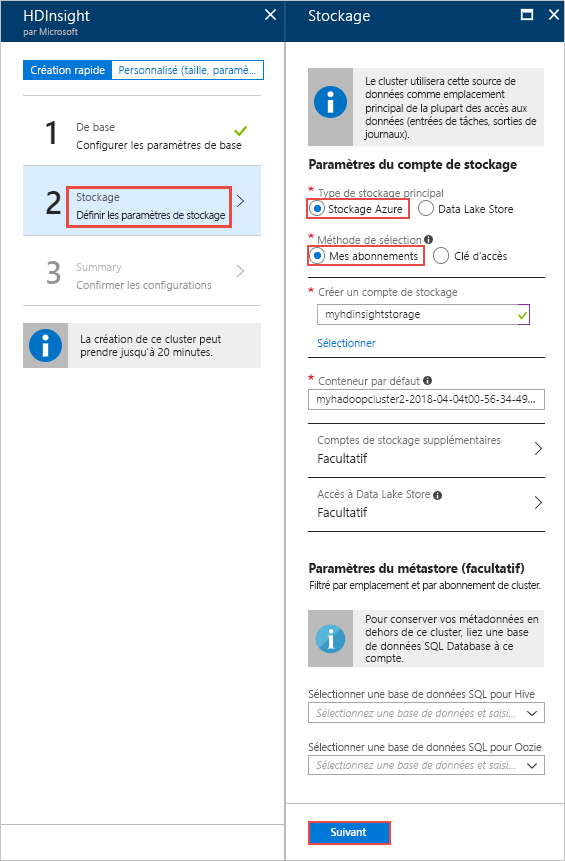 HDInsight
par Microsoft
Création rapide
Personnalisé (taille, paramè...
1
De base
Configurer les paramètres de base
2
Stockage
Définir les paramètres de stockage
3
Summary
Confirmer les configurations
La création de ce cluster peut
prendre jusqu'à 20 minutes.
Stockage
Le cluster utilisera cette source de
données comme emplacement
principal de la plupart des accès aux
données (entrées de tâches, sorties de
journaux).
Paramètres du compte de stockage
* Type de stockage principal
Stockage Azure
Data Lake Store
* Méthode de sélection
Mes abonnements
Clé d'accès
* Créer un compte de stockage
myhdinsightstorage
Sélectionner
* Conteneur par défaut
myhadoopcluster2-2018-04-04t00-56-34-49...
Comptes de stockage supplémentaires
Facultatif
Accès à Data Lake Store
Facultatif
Paramètres du métastore (facultatif)
Filtré par emplacement et par abonnement de cluster.
Pour conserver vos métadonnées en
dehors de ce cluster, liez une base
de données SQL Database à ce
compte.
Sélectionner une base de données SQL pour Hive
Sélectionnez une base de données et saisi...
Sélectionner une base de données SQL pour Oozie
Sélectionnez une base de données et saisi...
Suivant